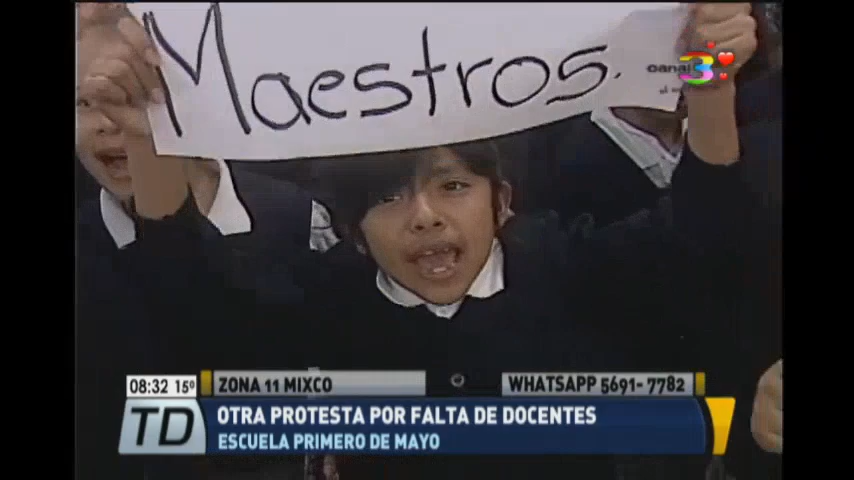 Maestros.
canal 3
08:32 15º
ZONA 11 MIXCO
WHATSAPP 5691-7782
TD
OTRA PROTESTA POR FALTA DE DOCENTES
ESCUELA PRIMERO DE MAYO